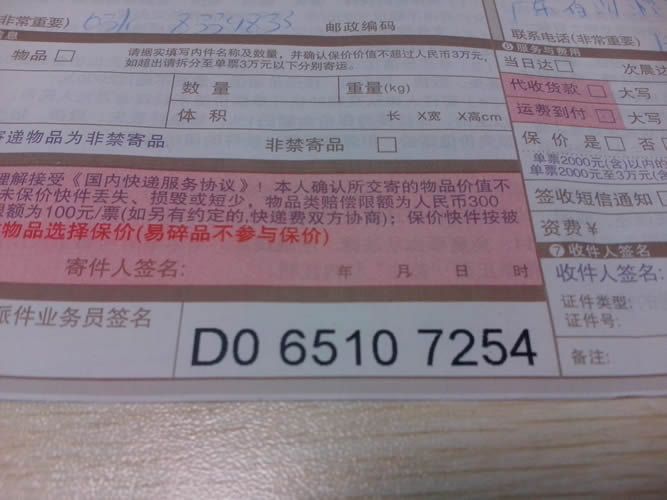 非常重要) 邮政编码
物品 □ 请据实填写内件名称及数量，并确认保价价值不超过人民币3万元，
如超出请拆分至单票3万元以下分别寄运。
数 量 重量(kg)
体 积 长 X宽 X高cm
寄递物品为非禁寄品 非禁寄品 □
理解接受《国内快递服务协议》！本人确认所交寄的物品价值不
未保价快件丢失、损毁或短少，物品类赔偿限额为人民币300
限额为100元/票(如另有约定的,快递费双方协商)；保价快件按被
物品选择保价(易碎品不参与保价)
寄件人签名: 年 月 日 时
派件业务员签名
D0 6510 7254
联系电话(非常重要)
❻服务与费用
当日达□ 次晨达
代收货款 □ 大写
运费到付 □ 大写
保 价 是□ 否
单票2000元(含)以内
单票2000元至3万元(含
签收短信通知
资费￥
❼收件人签名
收件人签名:
证件类型:
证件号:
备注: